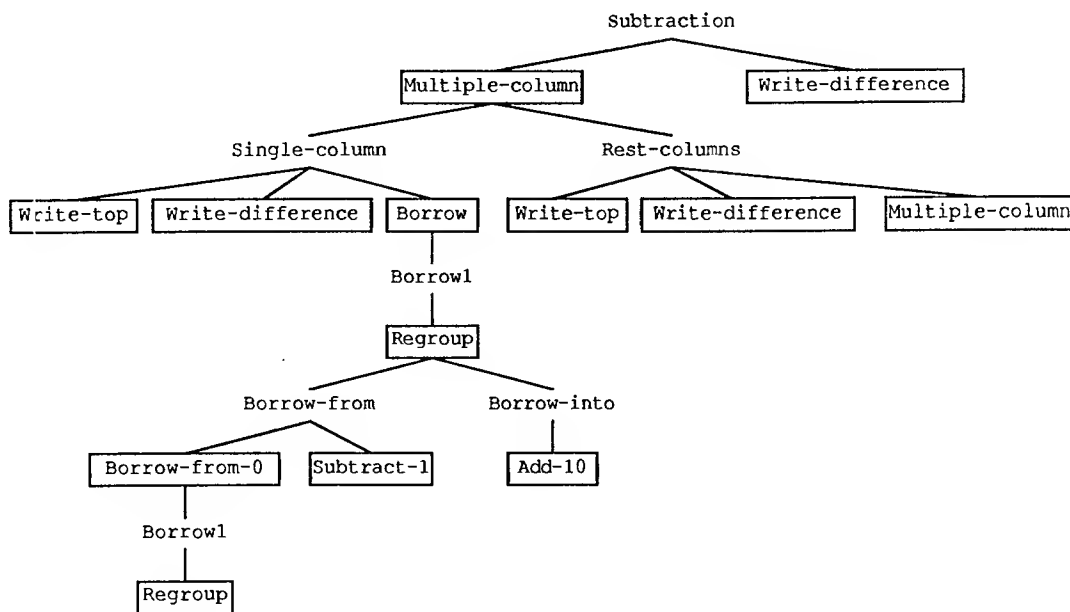 Subtraction
Multiple-column Write-difference
Single-column Rest-columns
Write-top Write-difference Borrow Write-top Write-difference Multiple-column
Borrow1
Regroup
Borrow-from Borrow-into
Borrow-from-0 Subtract-1 Add-10
Borrow1
Regroup